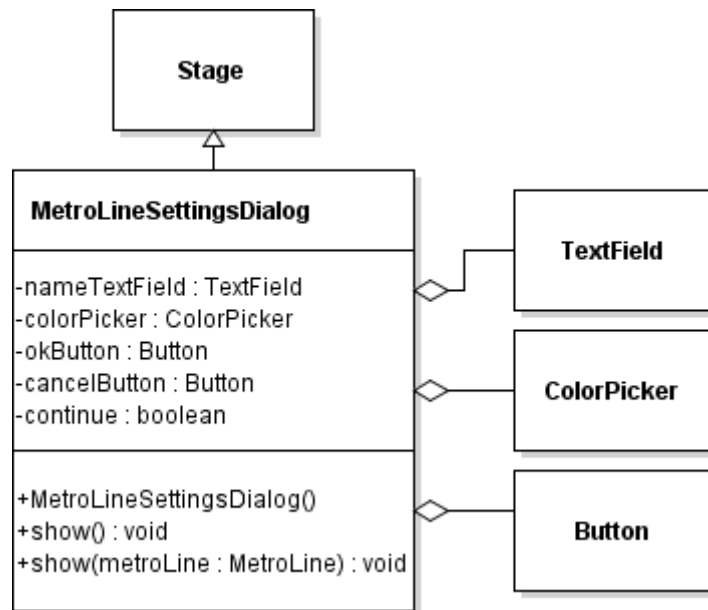 Stage
MetroLineSettingsDialog
-nameTextField : TextField
-colorPicker : ColorPicker
-okButton : Button
-cancelButton : Button
-continue : boolean
+MetroLineSettingsDialog()
+show() : void
+show(metroLine : MetroLine) : void
TextField
ColorPicker
Button